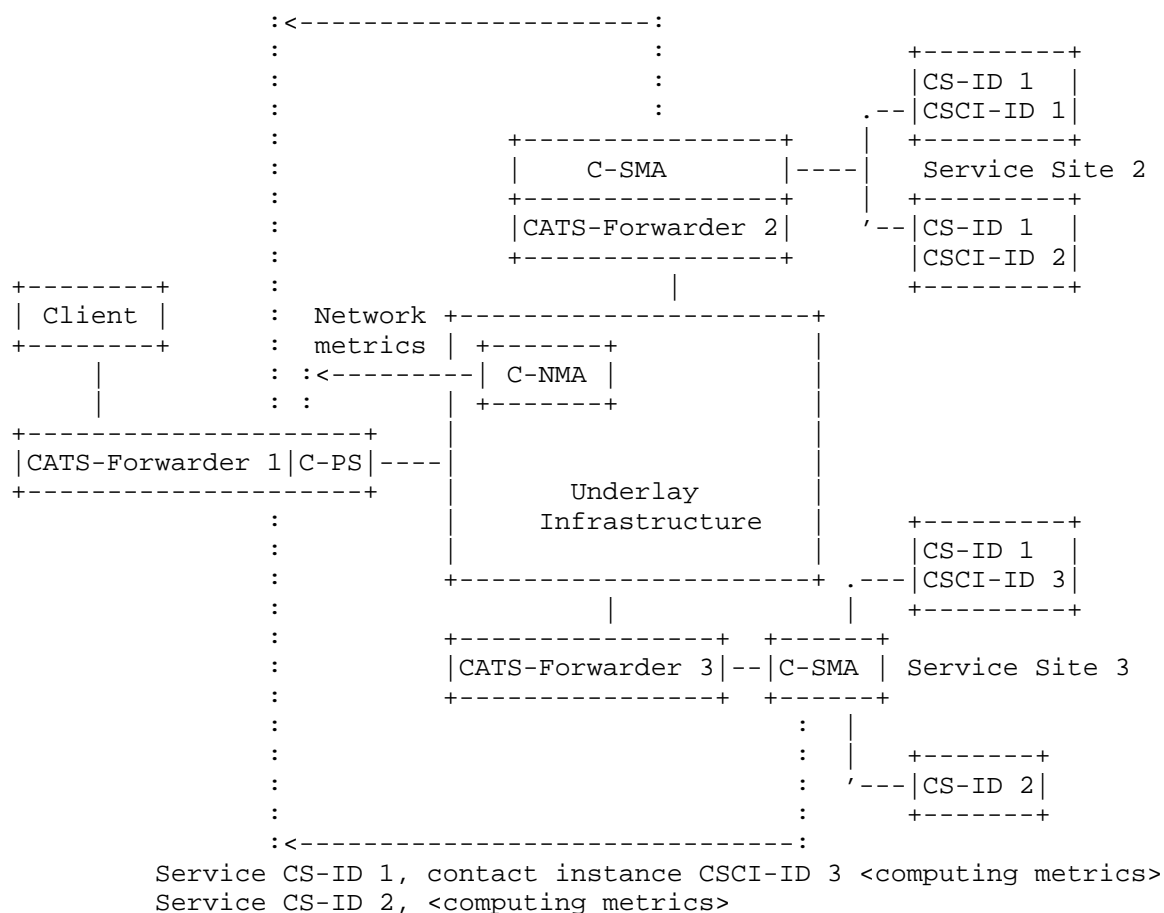 CS-ID 1
CSCI-ID 1
C-SMA
Service Site 2
CATS-Forwarder 2
CS-ID 1
CSCI-ID 2
Client
Network
metrics
C-NMA
CATS-Forwarder 1
C-PS
Underlay
Infrastructure
CS-ID 1
CSCI-ID 3
CATS-Forwarder 3
C-SMA
Service Site 3
CS-ID 2
Service CS-ID 1, contact instance CSCI-ID 3 <computing metrics>
Service CS-ID 2, <computing metrics>